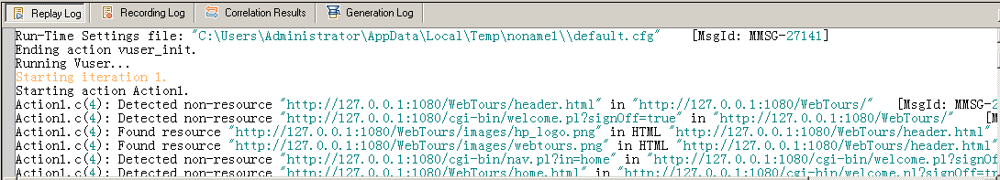 Replay Log Recording Log Correlation Results Generation Log
Run-Time Settings file: "C:\Users\Administrator\AppData\Local\Temp\noname1\\default.cfg" [MsgId: MMSG-27141]
Ending action vuser_init.
Running Vuser...
Starting iteration 1.
Starting action Action1.
Action1.c(4): Detected non-resource "http://127.0.0.1:1080/WebTours/header.html" in "http://127.0.0.1:1080/WebTours/" [MsgId: MMSG-2
Action1.c(4): Detected non-resource "http://127.0.0.1:1080/cgi-bin/welcome.pl?signOff=true" in "http://127.0.0.1:1080/WebTours/" [M
Action1.c(4): Found resource "http://127.0.0.1:1080/WebTours/images/hp_logo.png" in HTML "http://127.0.0.1:1080/WebTours/header.html"
Action1.c(4): Found resource "http://127.0.0.1:1080/WebTours/images/webtours.png" in HTML "http://127.0.0.1:1080/WebTours/header.html"
Action1.c(4): Detected non-resource "http://127.0.0.1:1080/cgi-bin/nav.pl?in=home" in "http://127.0.0.1:1080/cgi-bin/welcome.pl?signOf
Action1.c(4): Detected non-resource "http://127.0.0.1:1080/WebTours/home.html" in "http://127.0.0.1:1080/cgi-bin/welcome.pl?signOff=tr